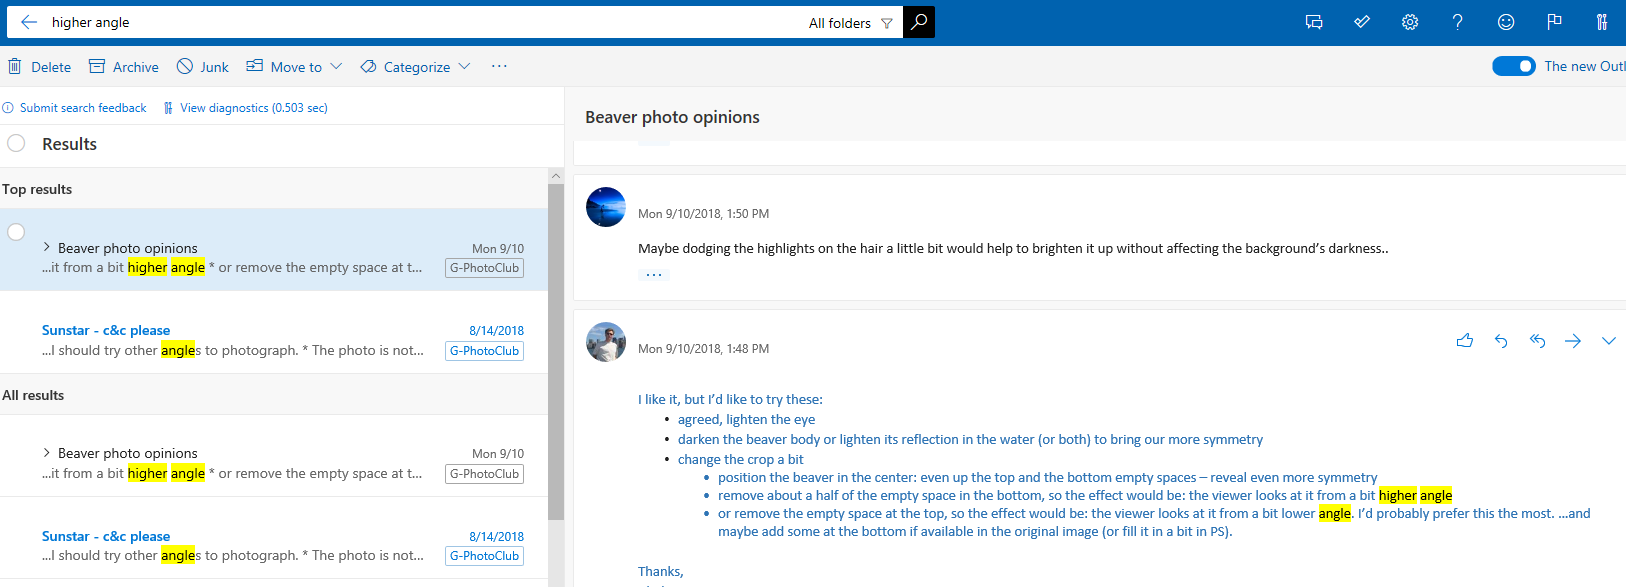 higher angle
All folders
Delete
Archive
Junk
Move to
Categorize
...
The new Outl
Submit search feedback
View diagnostics (0.503 sec)
Results
Top results
Beaver photo opinions
Mon 9/10
...it from a bit higher angle * or remove the empty space at t...
G-PhotoClub
Sunstar - c&c please
8/14/2018
...I should try other angles to photograph. * The photo is not...
G-PhotoClub
All results
Beaver photo opinions
Mon 9/10
...it from a bit higher angle * or remove the empty space at t...
G-PhotoClub
Sunstar - c&c please
8/14/2018
...I should try other angles to photograph. * The photo is not...
G-PhotoClub
Beaver photo opinions
Mon 9/10/2018, 1:50 PM
Maybe dodging the highlights on the hair a little bit would help to brighten it up without affecting the background's darkness..
...
Mon 9/10/2018, 1:48 PM
I like it, but I'd like to try these:
• agreed, lighten the eye
• darken the beaver body or lighten its reflection in the water (or both) to bring our more symmetry
• change the crop a bit
• position the beaver in the center: even up the top and the bottom empty spaces – reveal even more symmetry
• remove about a half of the empty space in the bottom, so the effect would be: the viewer looks at it from a bit higher angle
• or remove the empty space at the top, so the effect would be: the viewer looks at it from a bit lower angle. I'd probably prefer this the most. ...and
maybe add some at the bottom if available in the original image (or fill it in a bit in PS).
Thanks,